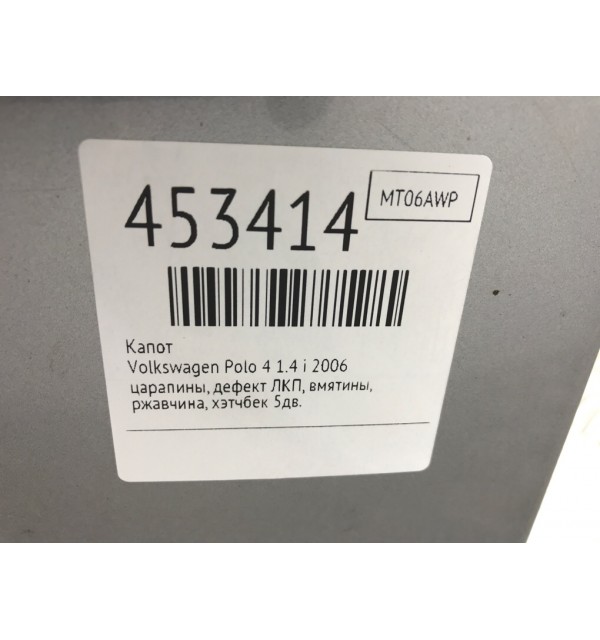 453414
MT06AWP
Капот
Volkswagen Polo 4 1.4 i 2006
царапины, дефект ЛКП, вмятины,
ржавчина, хэтчбек 5дв.